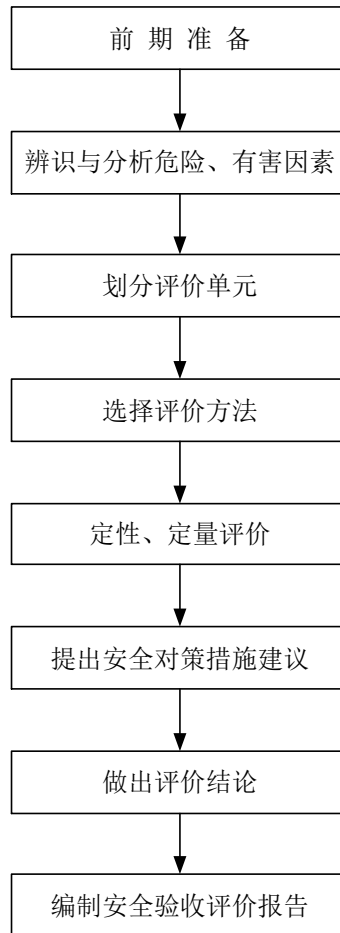 前 期 准 备
辨识与分析危险、有害因素
划分评价单元
选择评价方法
定性、定量评价
提出安全对策措施建议
做出评价结论
编制安全验收评价报告